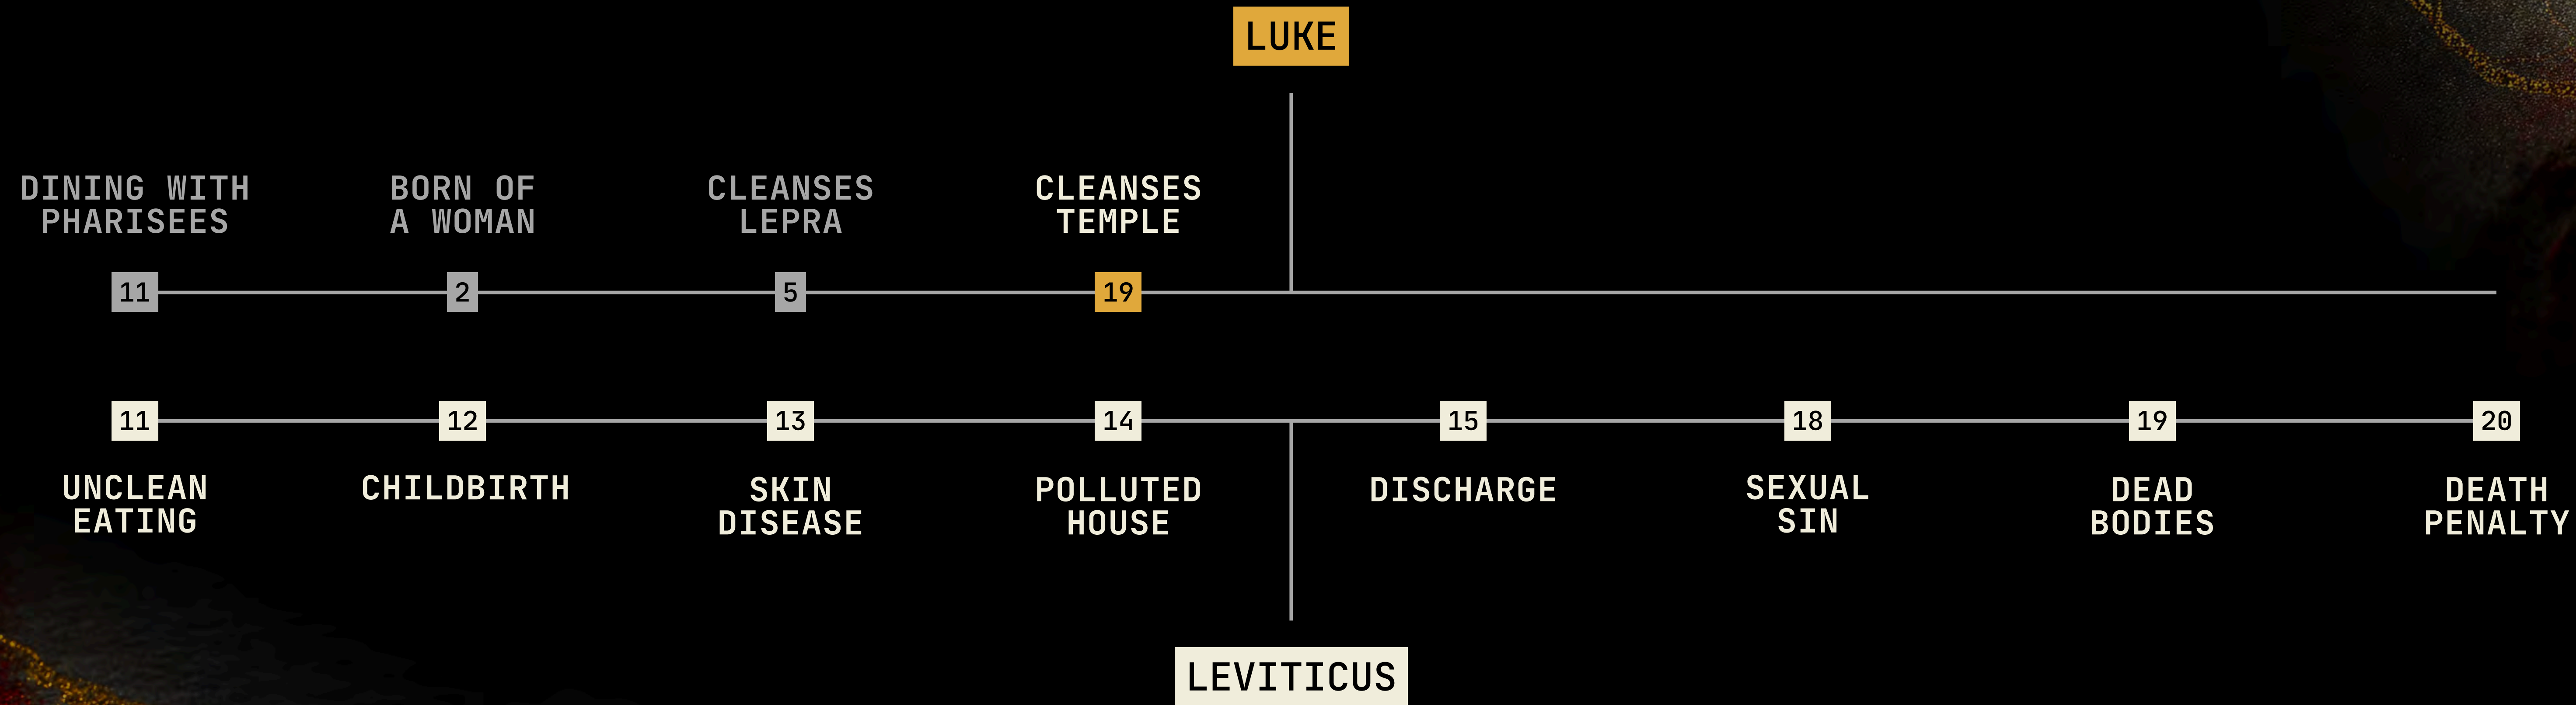 LUKE
DINING WITH
PHARISEES
BORN OF
A WOMAN
CLEANSES
LEPRA
CLEANSES
TEMPLE
11
2
5
19
11
12
13
14
15
18
19
20
UNCLEAN
EATING
CHILDBIRTH
SKIN
DISEASE
POLLUTED
HOUSE
DISCHARGE
SEXUAL
SIN
DEAD
BODIES
DEATH
PENALTY
LEVITICUS